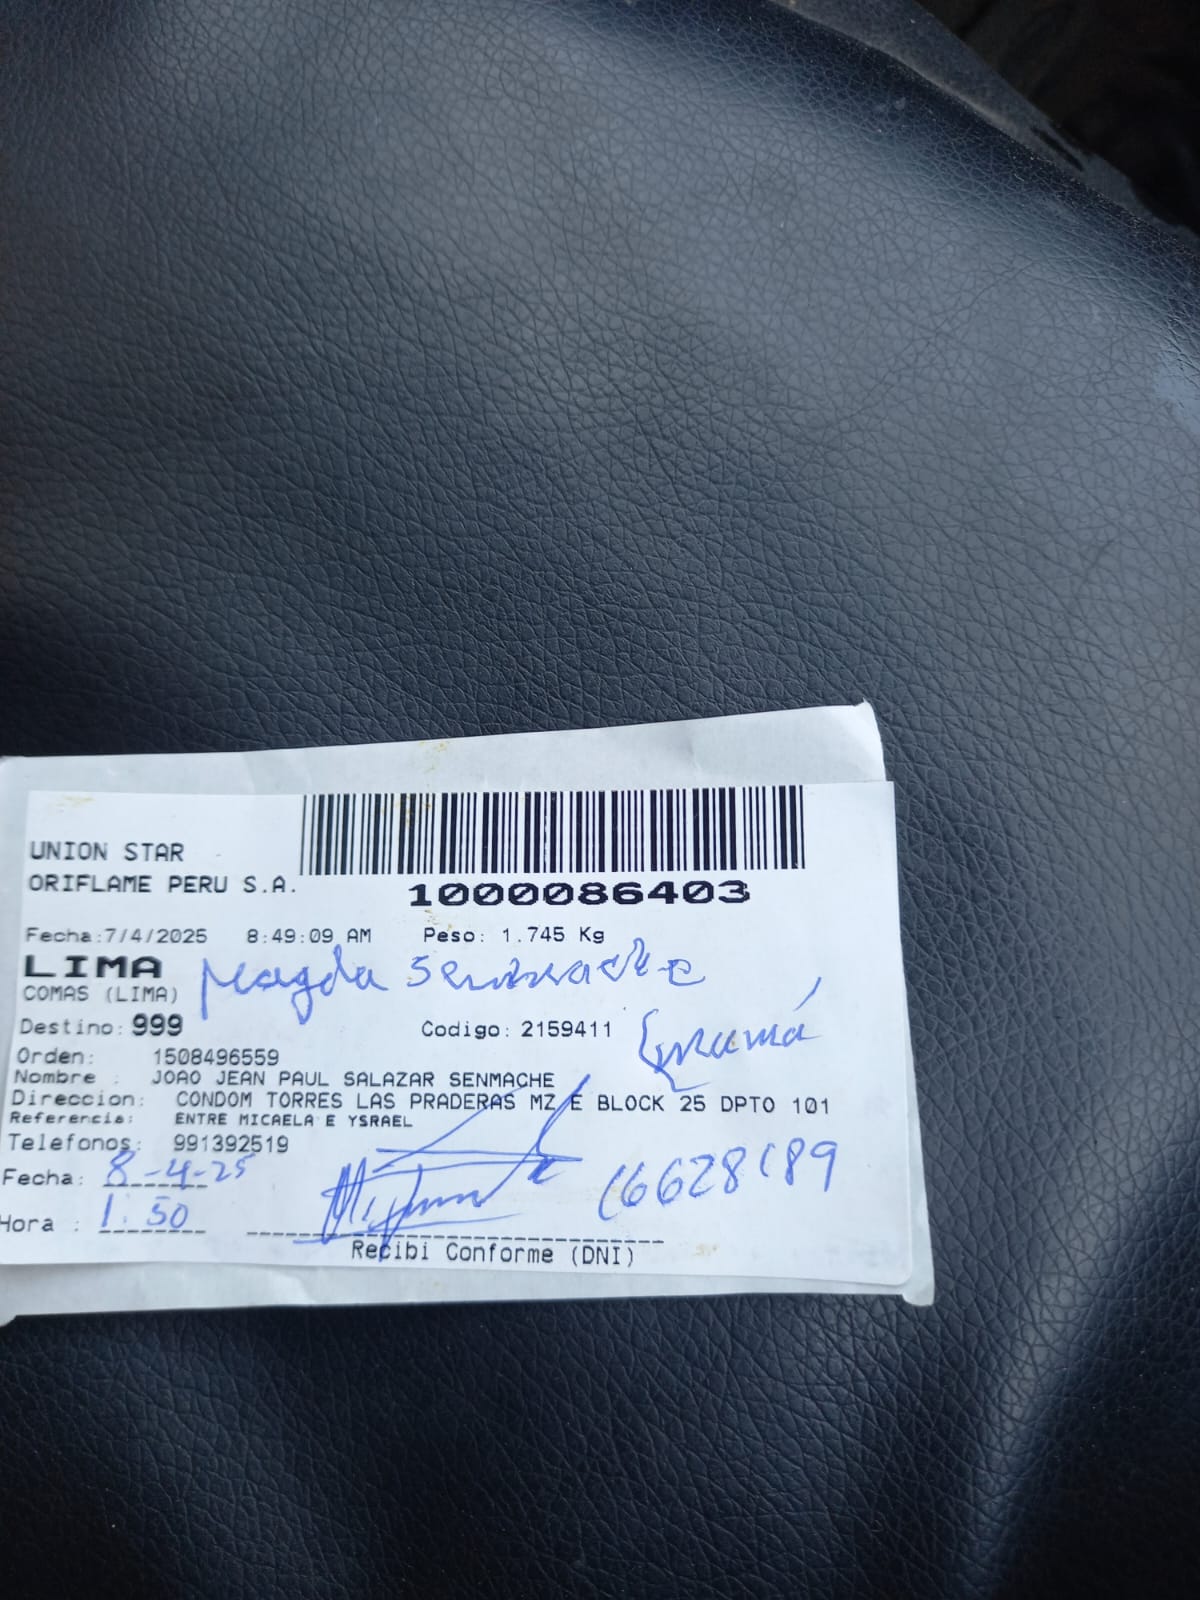 UNION STAR
ORIFLAME PERU S.A.
1000086403
Fecha:7/4/2025 8:49:09 AM Peso: 1.745 Kg
LIMA Magda Senmache
COMAS (LIMA)
Destino: 999 Codigo: 2159411
Orden: 1508496559
Nombre : JOAO JEAN PAUL SALAZAR SENMACHE
Direccion: CONDOM TORRES LAS PRADERAS MZ E BLOCK 25 DPTO 101
Referencia: ENTRE MICAELA E YSRAEL
Telefonos: 991392519
Fecha: 8-4-25 16628189
Hora : 1:50
Recibi Conforme (DNI)